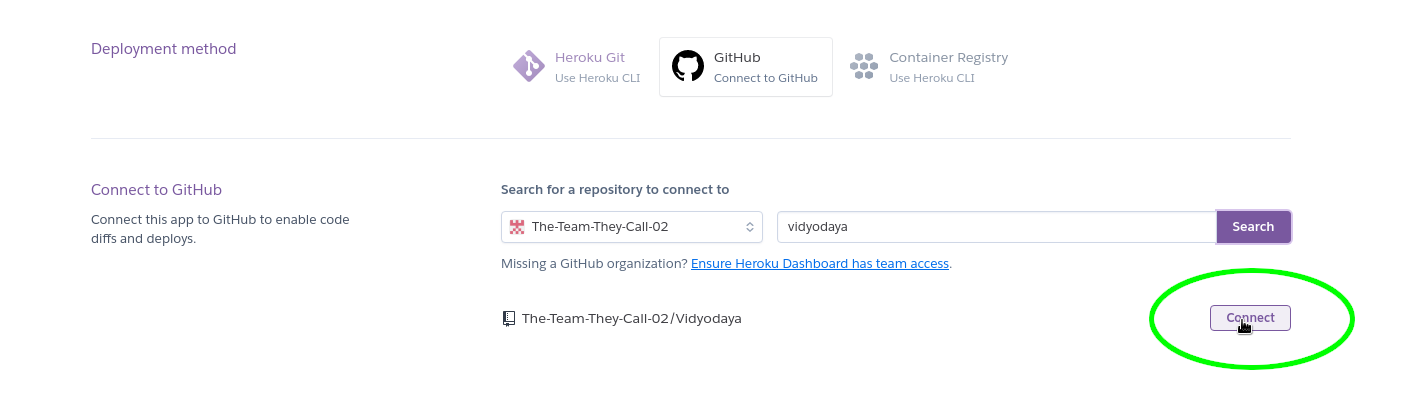 Deployment method
Heroku Git
Use Heroku CLI
GitHub
Connect to GitHub
Container Registry
Use Heroku CLI
Connect to GitHub
Connect this app to GitHub to enable code
diffs and deploys.
Search for a repository to connect to
The-Team-They-Call-02
vidyodaya
Search
Missing a GitHub organization? Ensure Heroku Dashboard has team access.
The-Team-They-Call-02/Vidyodaya
Connect